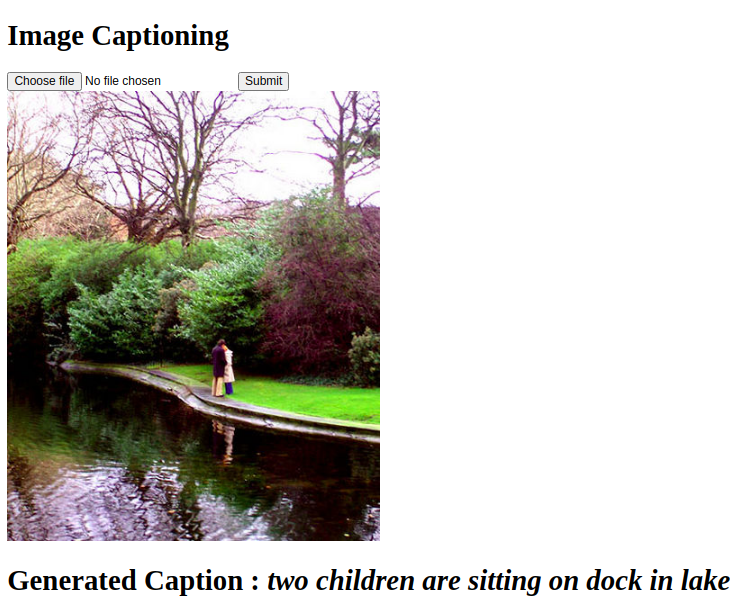 Image Captioning
Choose file No file chosen Submit
Generated Caption : two children are sitting on dock in lake